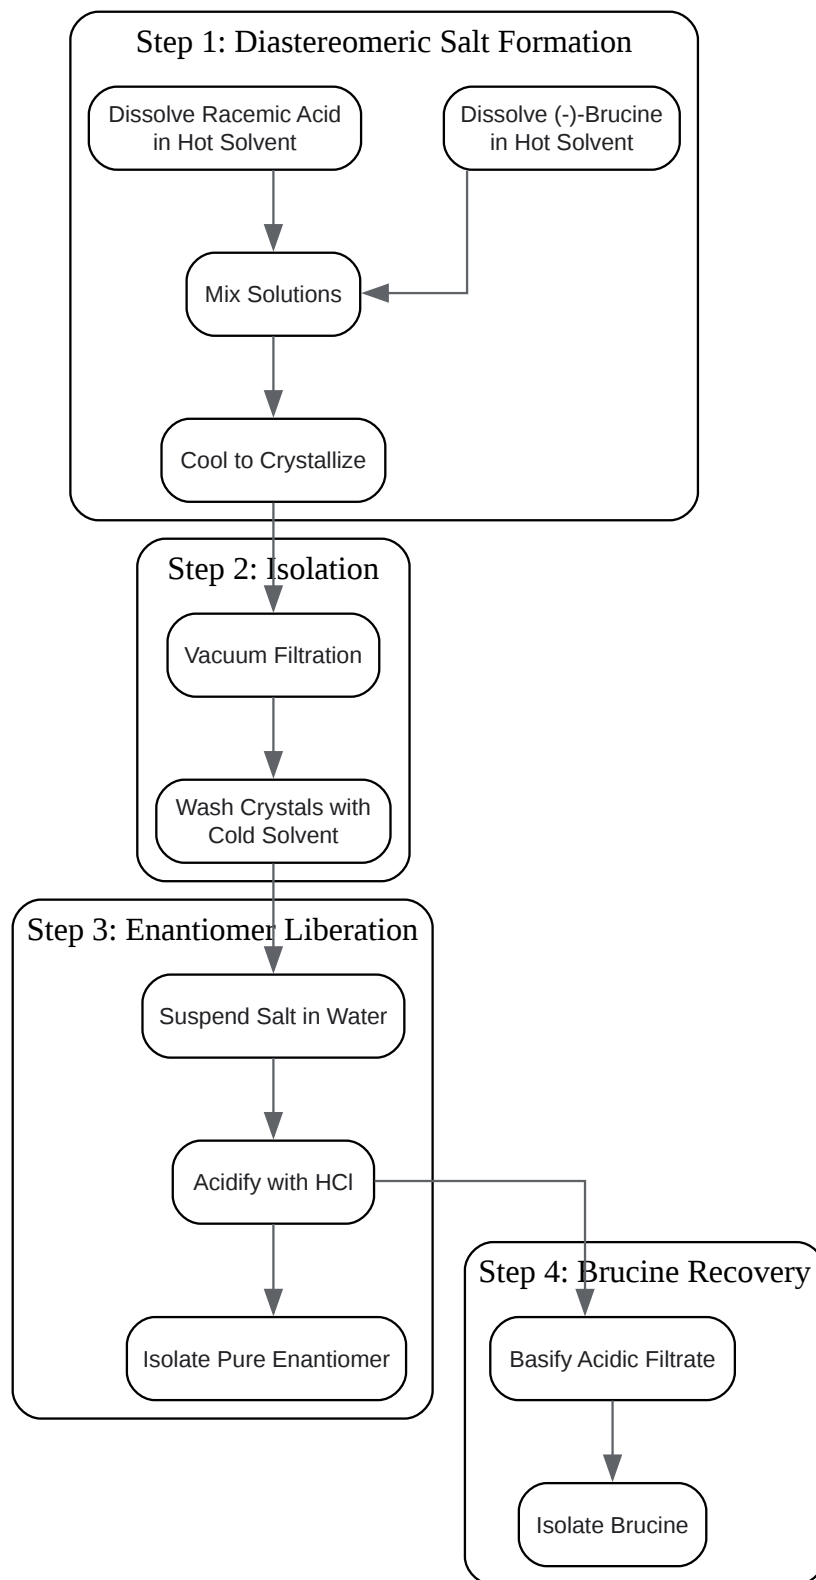 Step 1: Diastereomeric Salt Formation
Dissolve Racemic Acid
in Hot Solvent
Dissolve (-)-Brucine
in Hot Solvent
Mix Solutions
Cool to Crystallize
Step 2: Isolation
Vacuum Filtration
Wash Crystals with
Cold Solvent
Step 3: Enantiomer Liberation
Suspend Salt in Water
Acidify with HCl
Isolate Pure Enantiomer
Step 4: Brucine Recovery
Basify Acidic Filtrate
Isolate Brucine